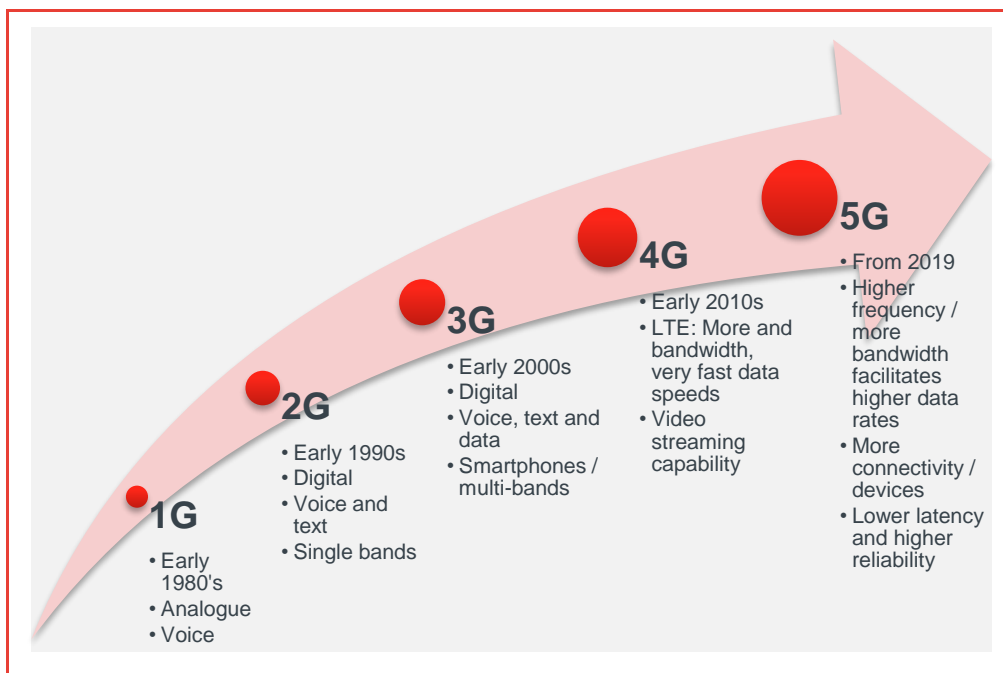 1G
• Early
1980's
• Analogue
• Voice
2G
• Early 1990s
• Digital
• Voice and
text
• Single bands
3G
• Early 2000s
• Digital
• Voice, text and
data
• Smartphones /
multi-bands
4G
• Early 2010s
• LTE: More and
bandwidth,
very fast data
speeds
• Video
streaming
capability
5G
• From 2019
• Higher
frequency /
more
bandwidth
facilitates
higher data
rates
• More
connectivity /
devices
• Lower latency
and higher
reliability